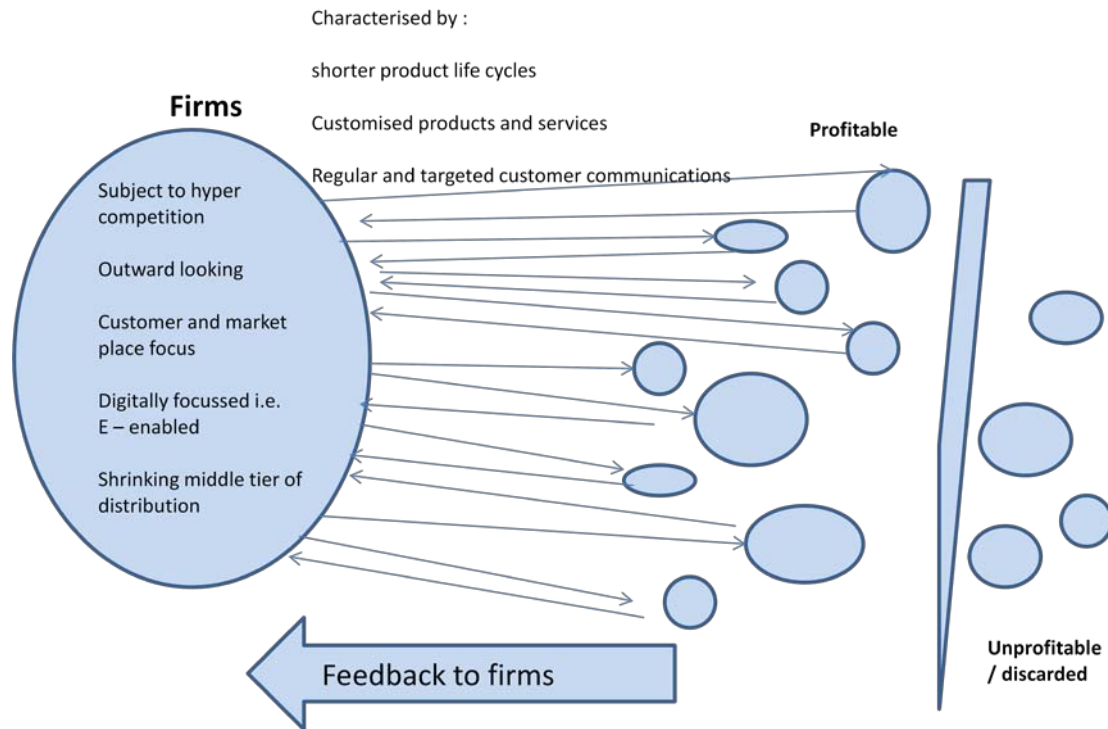 Characterised by :
shorter product life cycles
Customised products and services
Regular and targeted customer communications
Firms
Profitable
Subject to hyper
competition
Outward looking
Customer and market
place focus
Digitally focussed i.e.
E – enabled
Shrinking middle tier of
distribution
Feedback to firms
Unprofitable
/ discarded